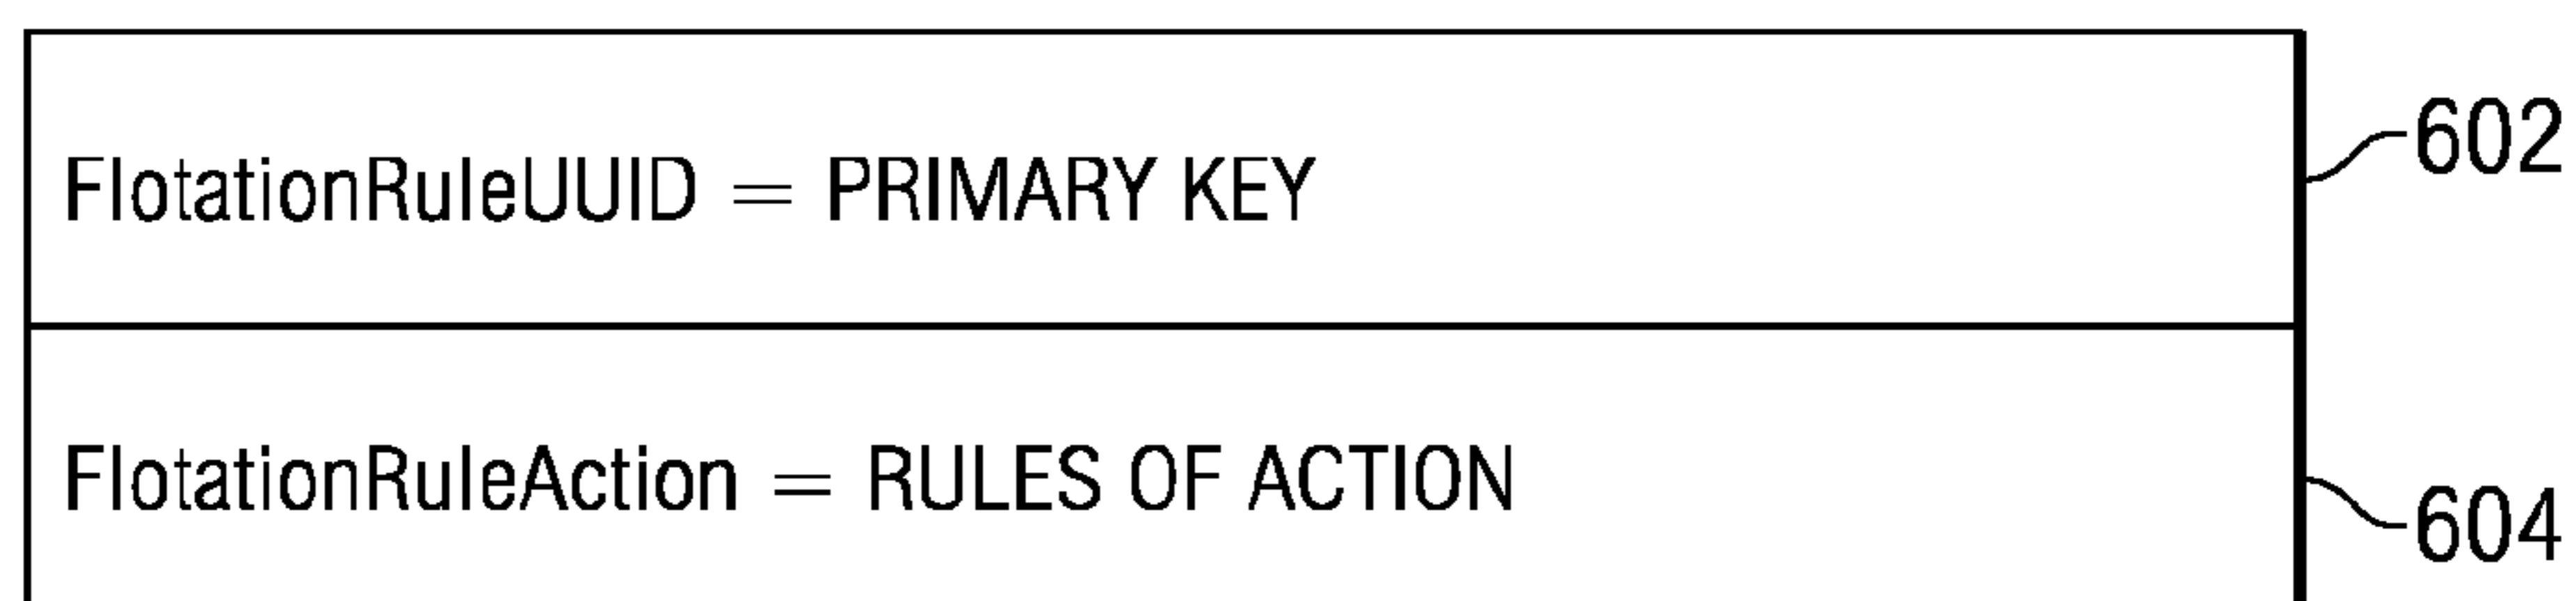 602
FlotationRuleUUID = PRIMARY KEY
FlotationRuleAction = RULES OF ACTION
604